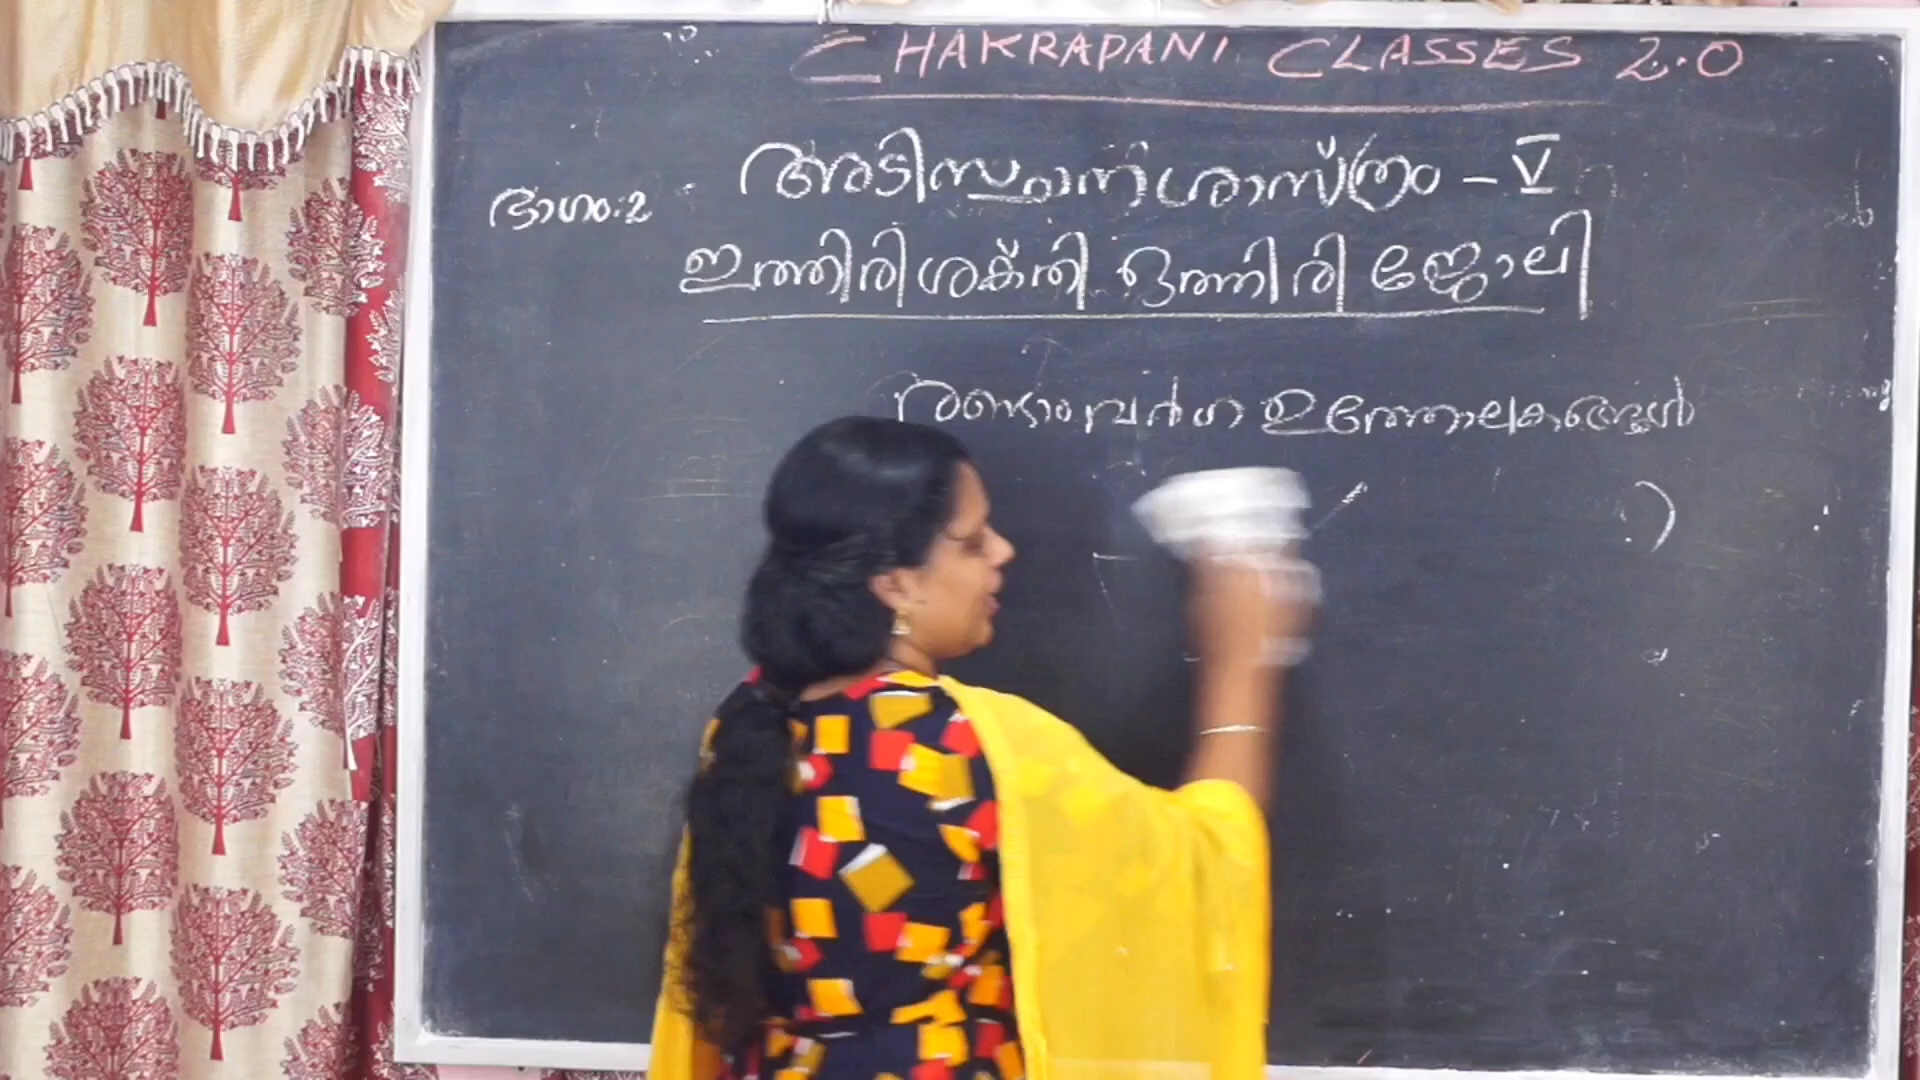 CHAKRAPANI CLASSES 2.0
അടിസ്ഥാനശാസ്ത്രം - V
ഭാഗം:2
ഇത്തിരി ശക്തി ഒത്തിരി ജോലി
രണ്ടാം വർഗ ഉത്തോലകങ്ങൾ